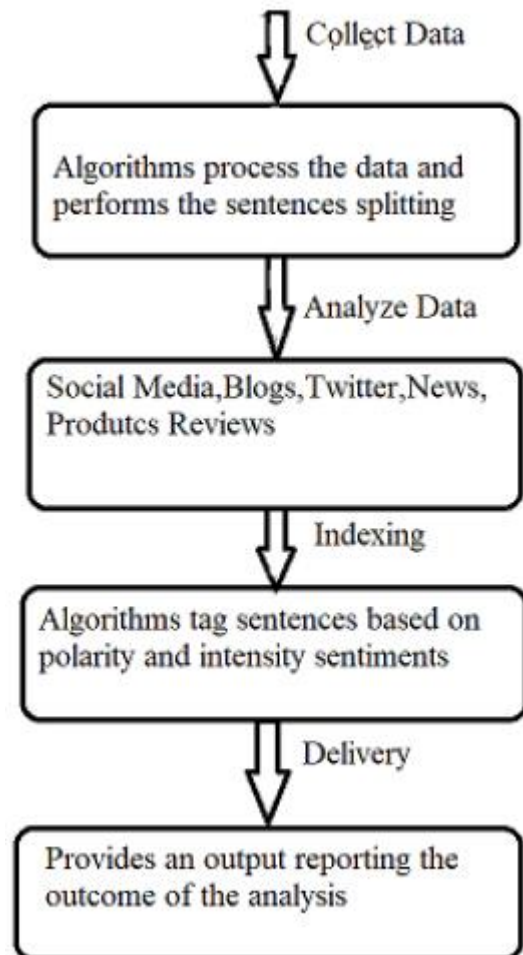 Collect Data
Algorithms process the data and
performs the sentences splitting
Analyze Data
Social Media,Blogs,Twitter,News,
Produtcs Reviews
Indexing
Algorithms tag sentences based on
polarity and intensity sentiments
Delivery
Provides an output reporting the
outcome of the analysis